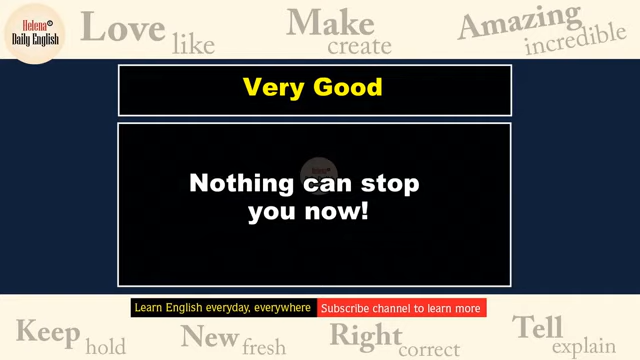 Helena
Daily English
Love
like
Make
create
Amazing
incredible
Very Good
Nothing can stop
you now!
Learn English everyday, everywhere
Subscribe channel to learn more
Keep
hold
New
fresh
Right
correct
Tell
explain